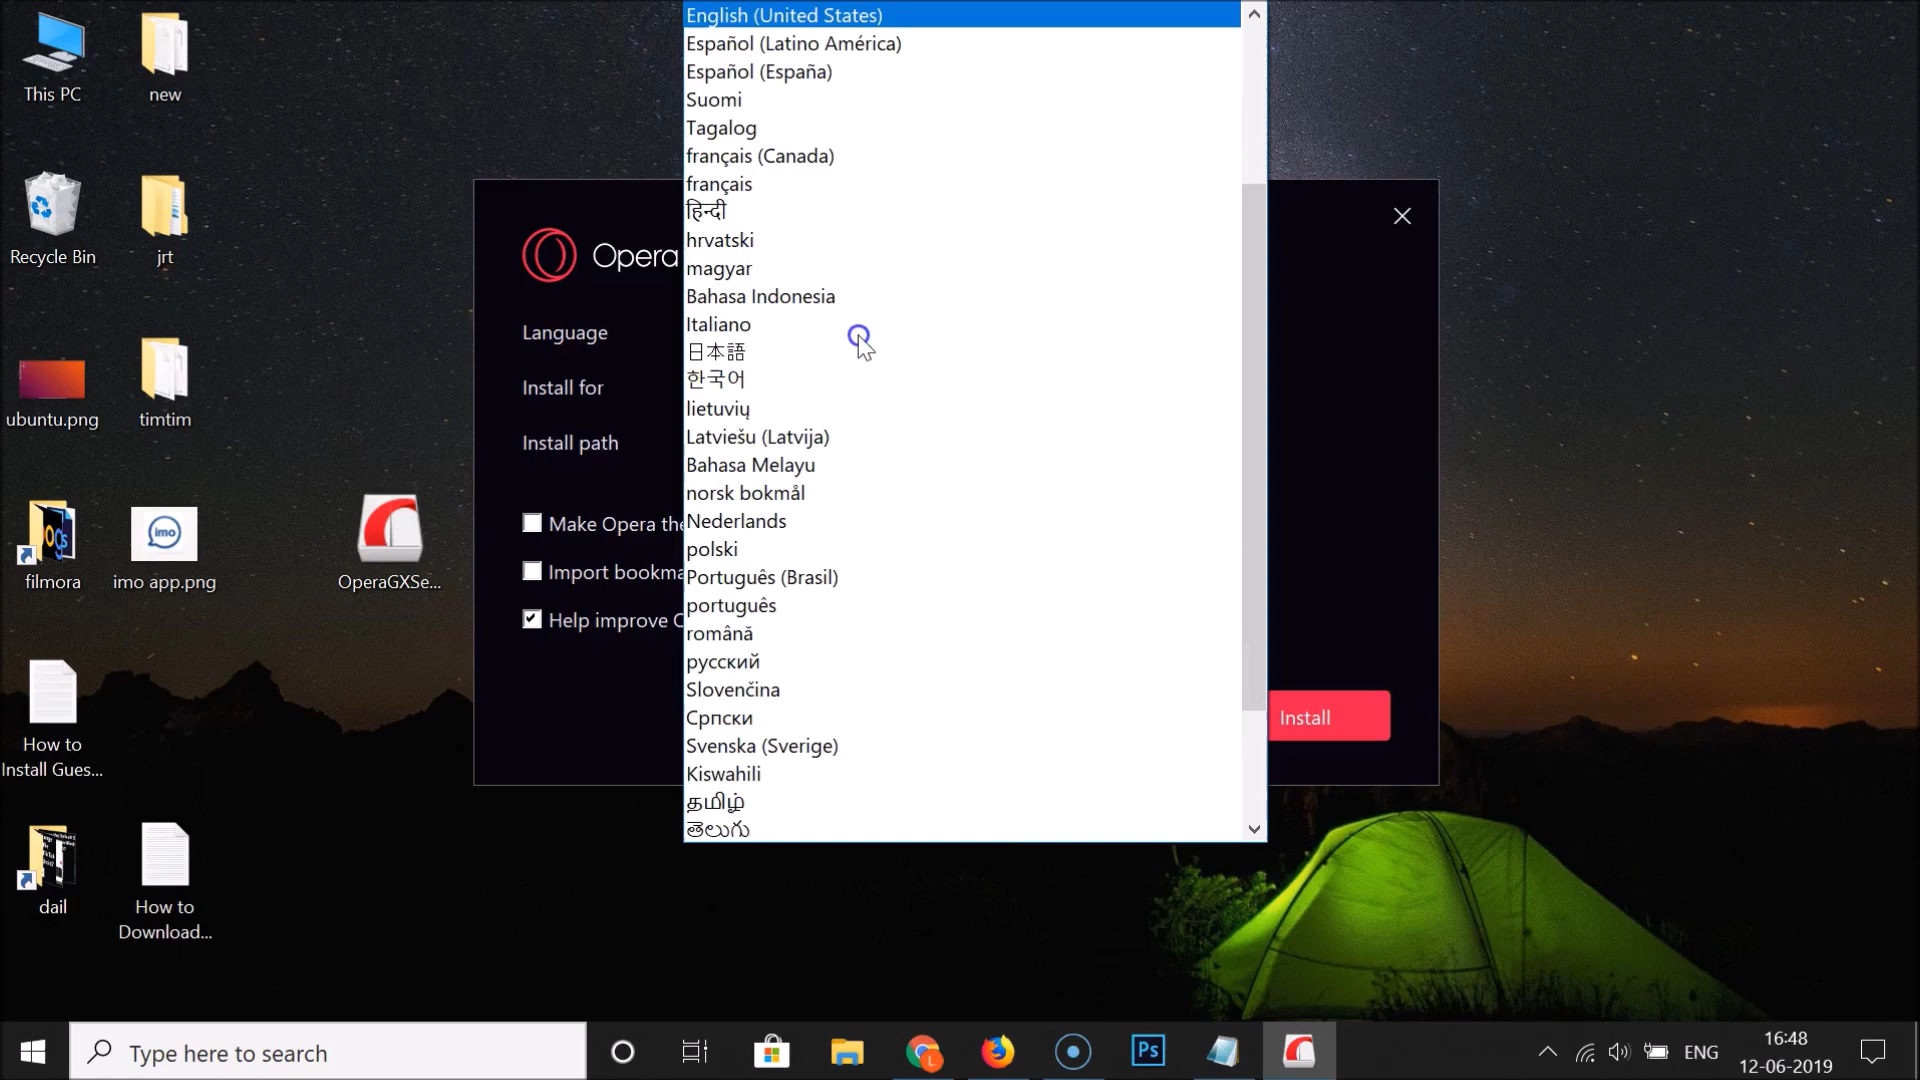 This PC
new
Recycle Bin
jrt
ubuntu.png
timtim
filmora
imo
imo app.png
OperaGXSe...
How to
Install Gues...
dail
How to
Download...
Opera
Language
Install for
Install path
Make Opera the
Import bookma
Help improve
Install
English (United States)
Español (Latino América)
Español (España)
Suomi
Tagalog
français (Canada)
français
हिन्दी
hrvatski
magyar
Bahasa Indonesia
Italiano
日本語
한국어
lietuvių
Latviešu (Latvija)
Bahasa Melayu
norsk bokmål
Nederlands
polski
Português (Brasil)
português
română
русский
Slovenčina
Српски
Svenska (Sverige)
Kiswahili
தமிழ்
తెలుగు
Type here to search
L
Ps
ENG
16:48
12-06-2019